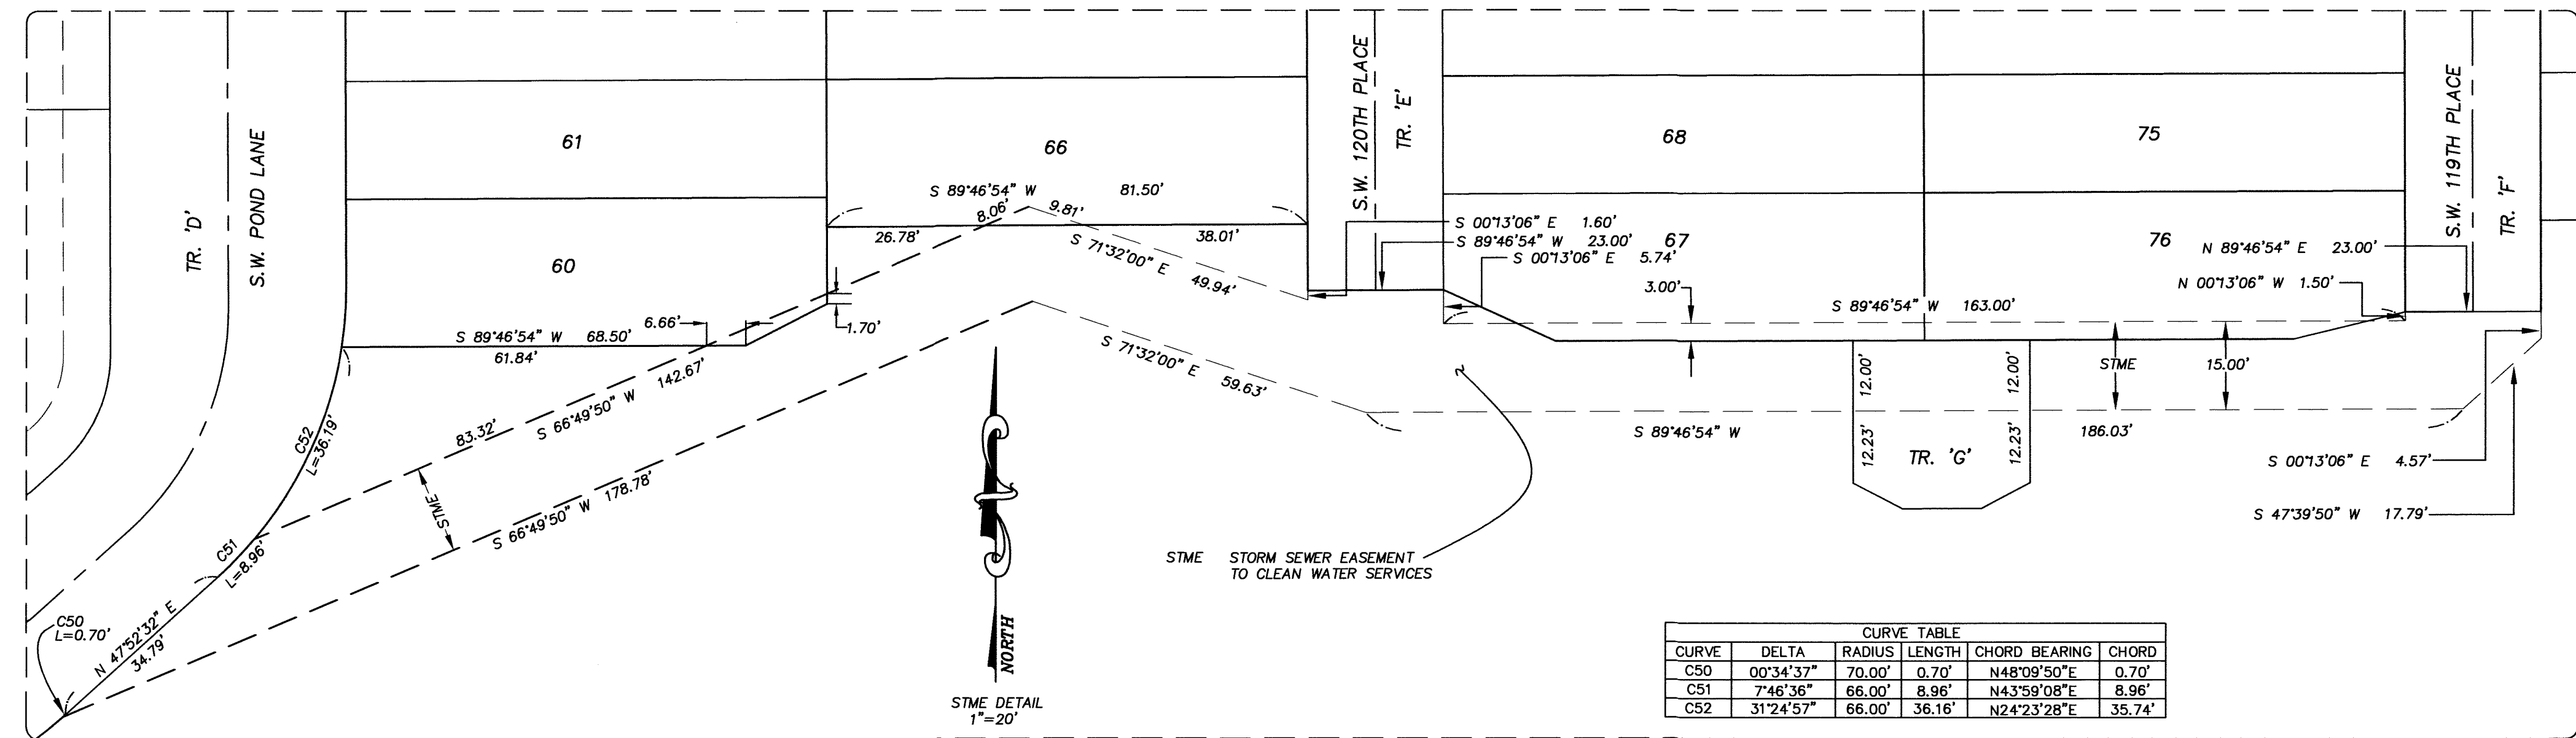 TR. 'D'
S.W. POND LANE
61
60
S 89°46'54" W 68.50'
61.84'
6.66'
1.70'
66
S 89°46'54" W 81.50'
8.06'
9.81'
26.78'
38.01'
S 71°32'00" E 49.94'
S.W. 120TH PLACE
TR. 'E'
S 00°13'06" E 1.60'
S 89°46'54" W 23.00'
S 00°13'06" E 5.74'
68
67
75
76
3.00'
S 89°46'54" W 163.00'
S.W. 119TH PLACE
TR. 'F'
N 89°46'54" E 23.00'
N 00°13'06" W 1.50'
C52
L=36.19'
83.32'
S 66°49'50" W 142.67'
STME
S 66°49'50" W 178.78'
C51
L=8.96'
C50
L=0.70'
N 47°52'32" E
34.79'
S 71°32'00" E 59.63'
S 89°46'54" W
186.03'
12.00'
12.00'
12.23'
12.23'
TR. 'G'
STME
15.00'
S 00°13'06" E 4.57'
S 47°39'50" W 17.79'
STME STORM SEWER EASEMENT
TO CLEAN WATER SERVICES
NORTH
STME DETAIL
1"=20'
CURVE TABLE
CURVE DELTA RADIUS LENGTH CHORD BEARING CHORD
C50 00°34'37" 70.00' 0.70' N48°09'50"E 0.70'
C51 7°46'36" 66.00' 8.96' N43°59'08"E 8.96'
C52 31°24'57" 66.00' 36.16' N24°23'28"E 35.74'